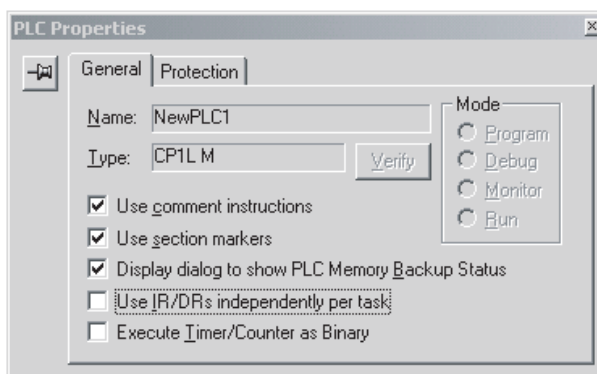 PLC Properties
General Protection
Name: NewPLC1
Type: CP1L M Verify
Mode
Program
Debug
Monitor
Run
Use comment instructions
Use section markers
Display dialog to show PLC Memory Backup Status
Use IR/DRs independently per task
Execute Timer/Counter as Binary